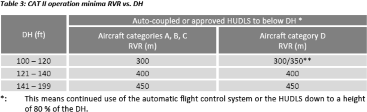 Table 3: CAT II operation minima RVR vs. DH
Auto-coupled or approved HUDLS to below DH *
DH (ft)
Aircraft categories A, B, C
RVR (m)
Aircraft category D
RVR (m)
100 – 120 300 300/350**
121 – 140 400 400
141 – 199 450 450
*: This means continued use of the automatic flight control system or the HUDLS down to a height
of 80 % of the DH.